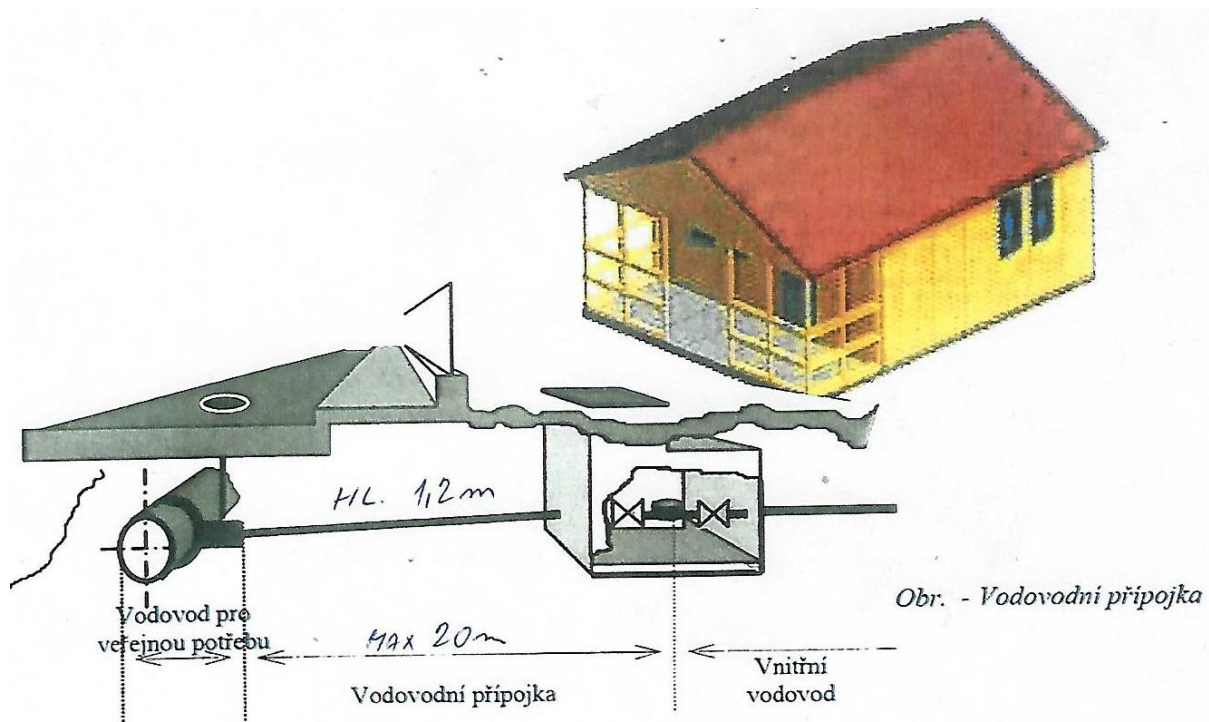 HL. 1,2m
Obr. - Vodovodní přípojka
Vodovod pro
veřejnou potřebu
MAX 20m
Vodovodní přípojka
Vnitřní
vodovod